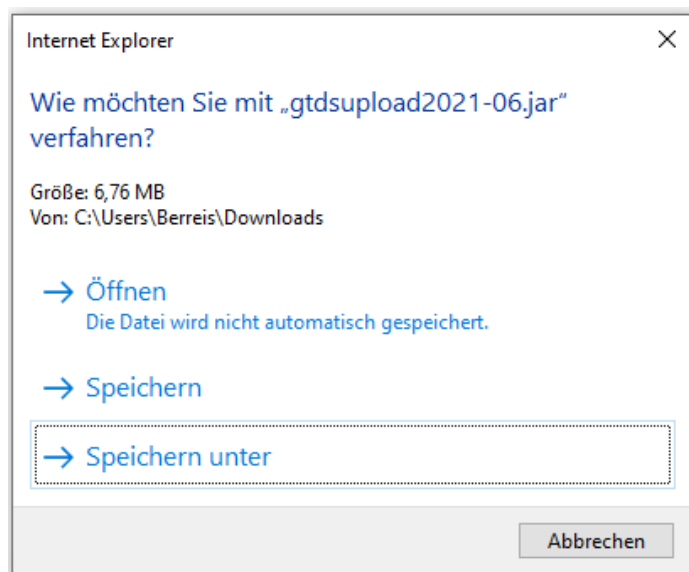 Internet Explorer
Wie möchten Sie mit „gtdsupload2021-06.jar“
verfahren?
Größe: 6,76 MB
Von: C:\Users\Berreis\Downloads
Öffnen
Die Datei wird nicht automatisch gespeichert.
Speichern
Speichern unter
Abbrechen